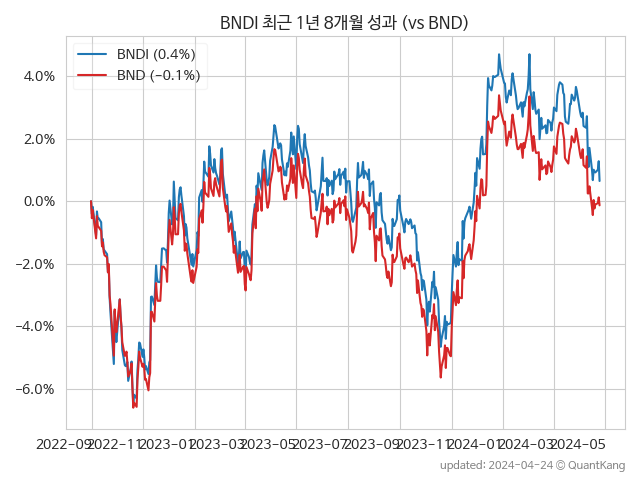 BNDI 최근 1년 8개월 성과 (vs BND)
BNDI (0.4%)
BND (−0.1%)
4.0%
2.0%
0.0%
−2.0%
−4.0%
−6.0%
2022−09 2022−11 2023−01 2023−03 2023−05 2023−07 2023−09 2023−11 2024−01 2024−03 2024−05
updated: 2024-04-24 © QuantKang